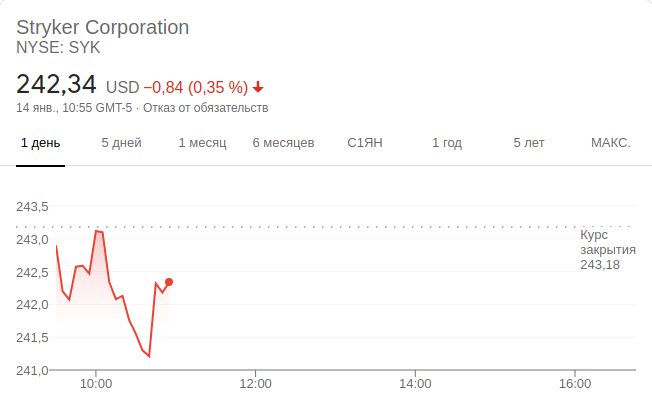 Stryker Corporation
NYSE: SYK
242,34 USD −0,84 (0,35 %)
14 янв., 10:55 GMT-5 · Отказ от обязательств
1 день 5 дней 1 месяц 6 месяцев С1ЯН 1 год 5 лет МАКС.
243,5
243,0
242,5
242,0
241,5
241,0
Курс
закрытия
243,18
10:00 12:00 14:00 16:00